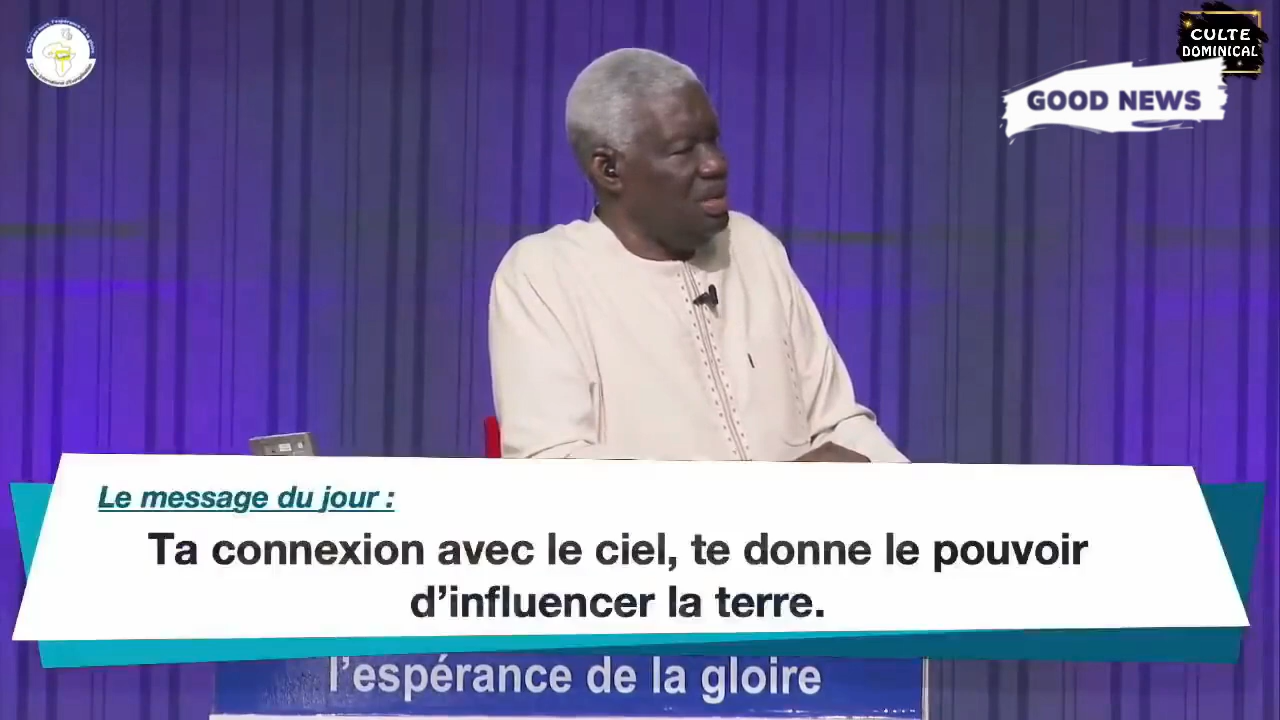 CULTE
DOMINICAL
GOOD NEWS
Le message du jour :
Ta connexion avec le ciel, te donne le pouvoir
d’influencer la terre.
l’espérance de la gloire